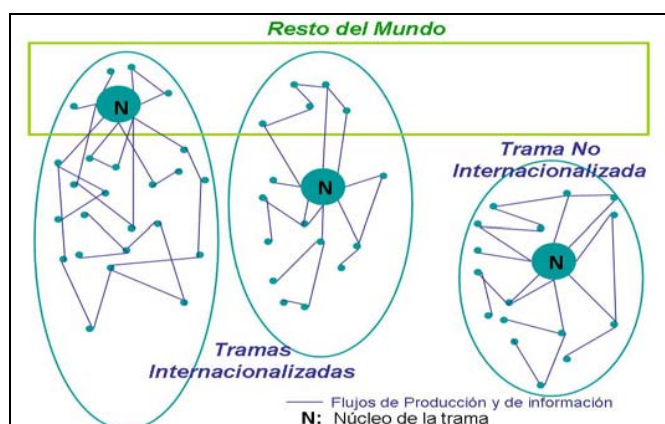 Resto del Mundo
N
N
Trama No
Internacionalizada
N
Tramas
Internacionalizadas
Flujos de Producción y de información
N: Núcleo de la trama